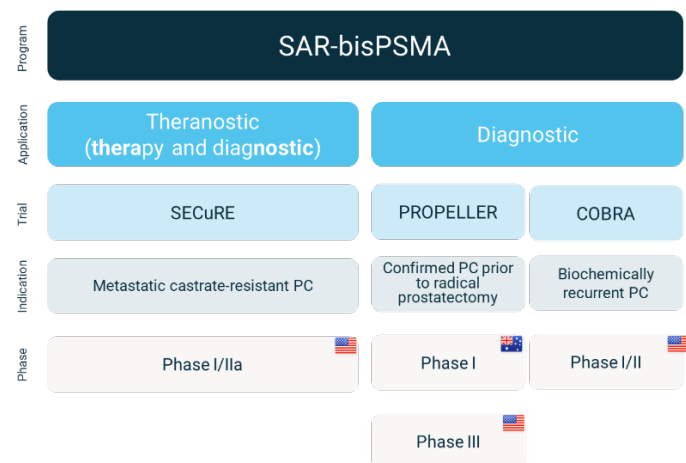 Program
SAR-bisPSMA
Application
Theranostic
(therapy and diagnostic)
Diagnostic
Trial
SECuRE
PROPELLER
COBRA
Indication
Metastatic castrate-resistant PC
Confirmed PC prior
to radical
prostatectomy
Biochemically
recurrent PC
Phase
Phase I/IIa
Phase I
Phase I/II
Phase III